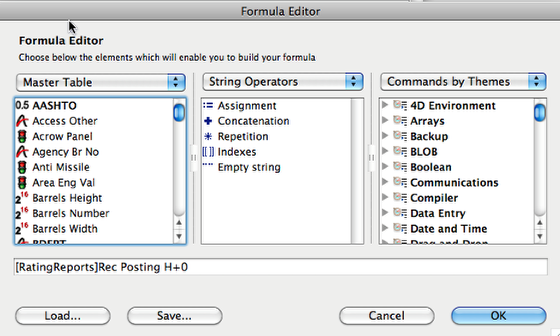 Formula Editor
Formula Editor
Choose below the elements which will enable you to build your formula
Master Table
String Operators
Commands by Themes
0.5 AASHTO
Access Other
Acrow Panel
Agency Br No
Anti Missile
Area Eng Val
2^16 Barrels Height
2^16 Barrels Number
2^16 Barrels Width
BDEPT
:= Assignment
+ Concatenation
* Repetition
[[ ]] Indexes
"" Empty string
4D Environment
Arrays
Backup
BLOB
Boolean
Communications
Compiler
Data Entry
Date and Time
Drag and Drop
[RatingReports]Rec Posting H+0
Load...
Save...
Cancel
OK